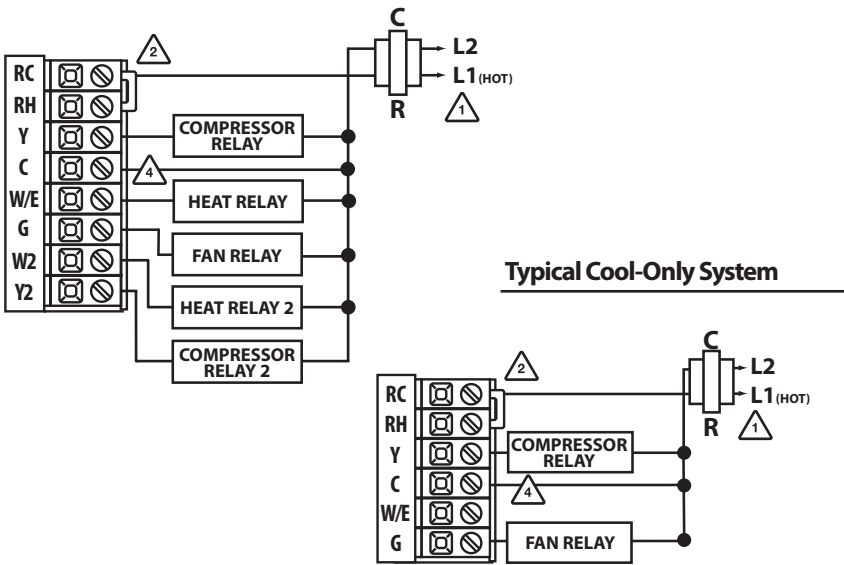 C
2
L2
RC
L1(HOT)
RH
R
1
Y
COMPRESSOR
RELAY
C
4
W/E
HEAT RELAY
G
FAN RELAY
W2
Typical Cool-Only System
Y2
HEAT RELAY 2
COMPRESSOR
RELAY 2
C
2
L2
RC
L1(HOT)
RH
R
1
Y
COMPRESSOR
RELAY
C
4
W/E
G
FAN RELAY